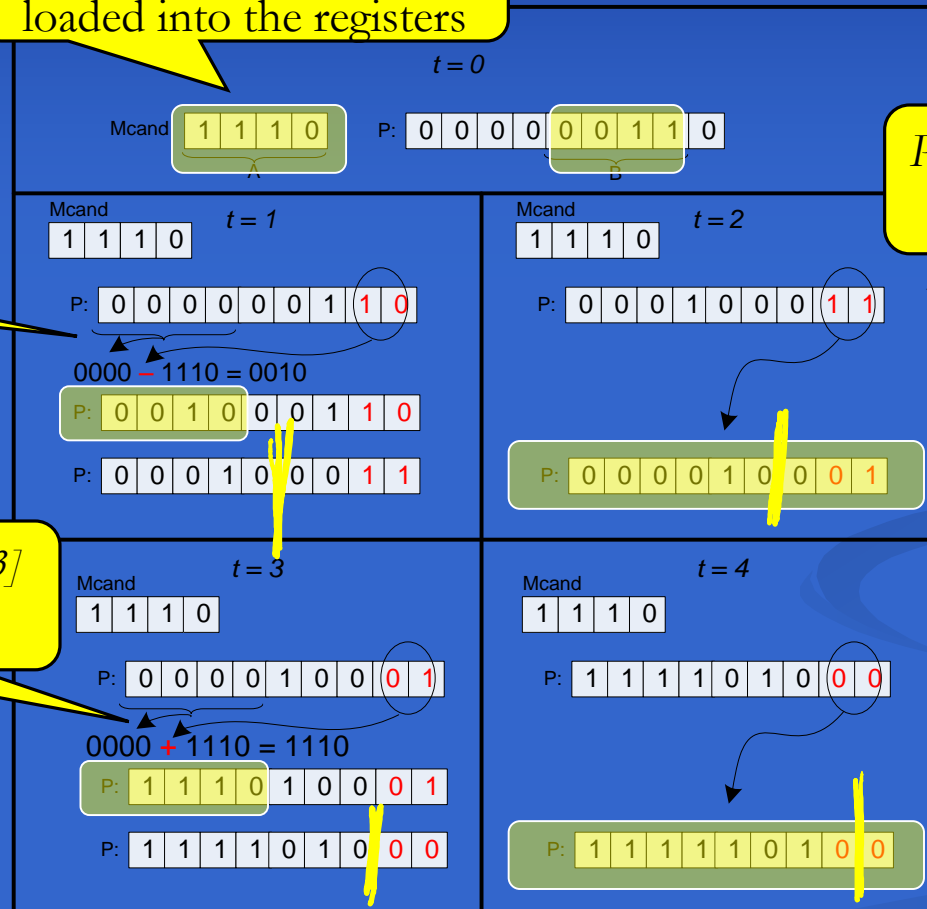 loaded into the registers
t = 0
Mcand 1 1 1 0 P: 0 0 0 0 0 0 1 1 0
A B
P
Mcand t = 1
1 1 1 0
P: 0 0 0 0 0 0 1 1 0
0000 – 1110 = 0010
P: 0 0 1 0 0 0 1 1 0
P: 0 0 0 1 0 0 0 1 1
Mcand t = 2
1 1 1 0
P: 0 0 0 1 0 0 0 1 1
P: 0 0 0 0 1 0 0 0 1
3]
t = 3
Mcand
1 1 1 0
P: 0 0 0 0 1 0 0 0 1
0000 + 1110 = 1110
P: 1 1 1 0 1 0 0 0 1
P: 1 1 1 1 0 1 0 0 0
t = 4
Mcand
1 1 1 0
P: 1 1 1 1 0 1 0 0 0
P: 1 1 1 1 1 0 1 0 0